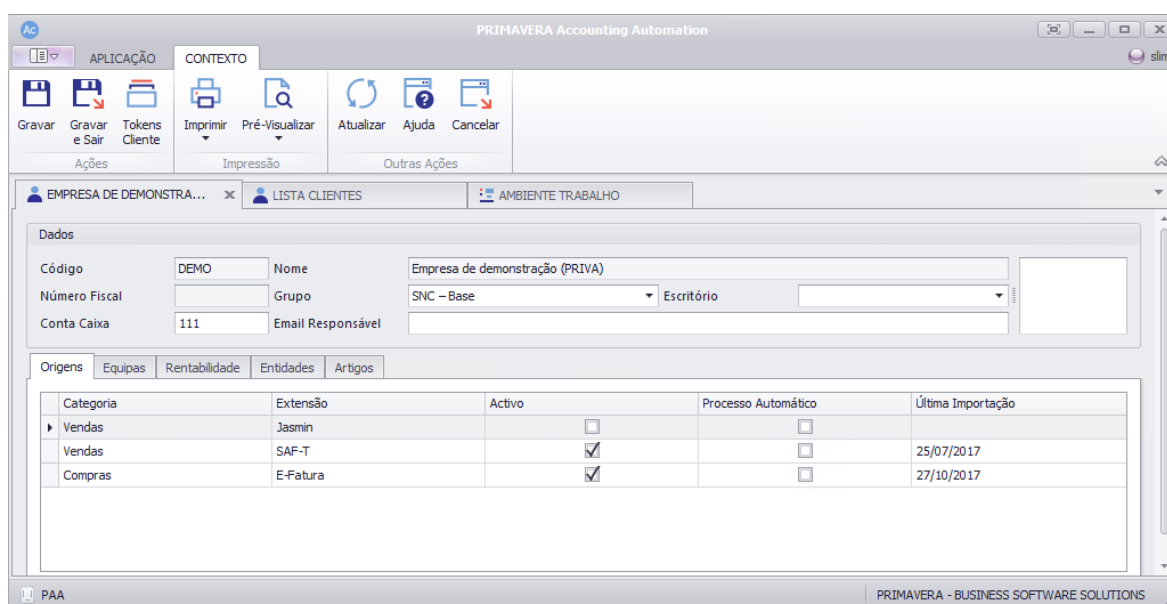 Ac PRIMAVERA Accounting Automation
APLICAÇÃO CONTEXTO slim
Gravar Gravar e Sair Tokens Cliente Imprimir Pré-Visualizar Atualizar Ajuda Cancelar
Ações Impressão Outras Ações
EMPRESA DE DEMONSTRA... x LISTA CLIENTES AMBIENTE TRABALHO
Dados
Código DEMO Nome Empresa de demonstração (PRIVA)
Número Fiscal Grupo SNC – Base Escritório
Conta Caixa 111 Email Responsável
Origens Equipas Rentabilidade Entidades Artigos
Categoria Extensão Activo Processo Automático Última Importação
Vendas Jasmin
Vendas SAF-T 25/07/2017
Compras E-Fatura 27/10/2017
PAA PRIMAVERA - BUSINESS SOFTWARE SOLUTIONS